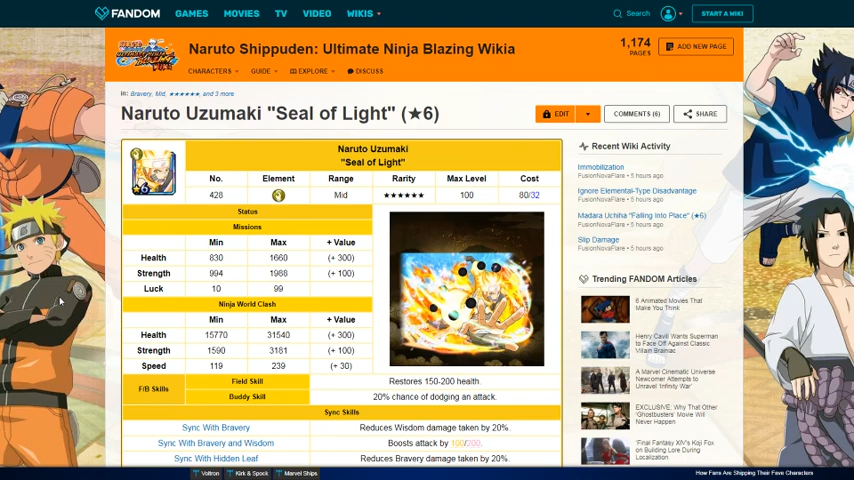 FANDOM GAMES MOVIES TV VIDEO WIKIS Search START A WIKI
Naruto Shippuden: Ultimate Ninja Blazing Wikia
1,174 PAGES ADD NEW PAGE
CHARACTERS GUIDE EXPLORE DISCUSS
in: Bravery, Mid, ★★★★★★, and 3 more
Naruto Uzumaki "Seal of Light" (★6)
EDIT COMMENTS (6) SHARE
Naruto Uzumaki
"Seal of Light"
No. Element Range Rarity Max Level Cost
428 Mid ★★★★★★ 100 80/32
Status
Missions
Min Max + Value
Health 830 1660 (+ 300)
Strength 994 1988 (+ 100)
Luck 10 99
Ninja World Clash
Min Max + Value
Health 15770 31540 (+ 300)
Strength 1590 3181 (+ 100)
Speed 119 239 (+ 30)
F/B Skills
Field Skill Restores 150-200 health.
Buddy Skill 20% chance of dodging an attack.
Sync Skills
Sync With Bravery Reduces Wisdom damage taken by 20%.
Sync With Bravery and Wisdom Boosts attack by 100/200.
Sync With Hidden Leaf Reduces Bravery damage taken by 20%.
Recent Wiki Activity
Immobilization
FusionNovaFlare • 5 hours ago
Ignore Elemental-Type Disadvantage
FusionNovaFlare • 5 hours ago
Madara Uchiha "Falling Into Place" (★6)
FusionNovaFlare • 5 hours ago
Slip Damage
FusionNovaFlare • 5 hours ago
Trending FANDOM Articles
6 Animated Movies That
Make You Think
Henry Cavill Wants Superman
to Face Off Against Classic
Villain Brainiac
A Marvel Cinematic Universe
Newcomer Attempts to
Unravel 'Infinity War'
EXCLUSIVE: Why That Other
'Ghostbusters' Movie Will
Never Happen
'Final Fantasy XIV's Koji Fox
on Building Lore During
Localization
Voltron Kirk & Spock Marvel Ships How Fans Are Shipping Their Fave Characters